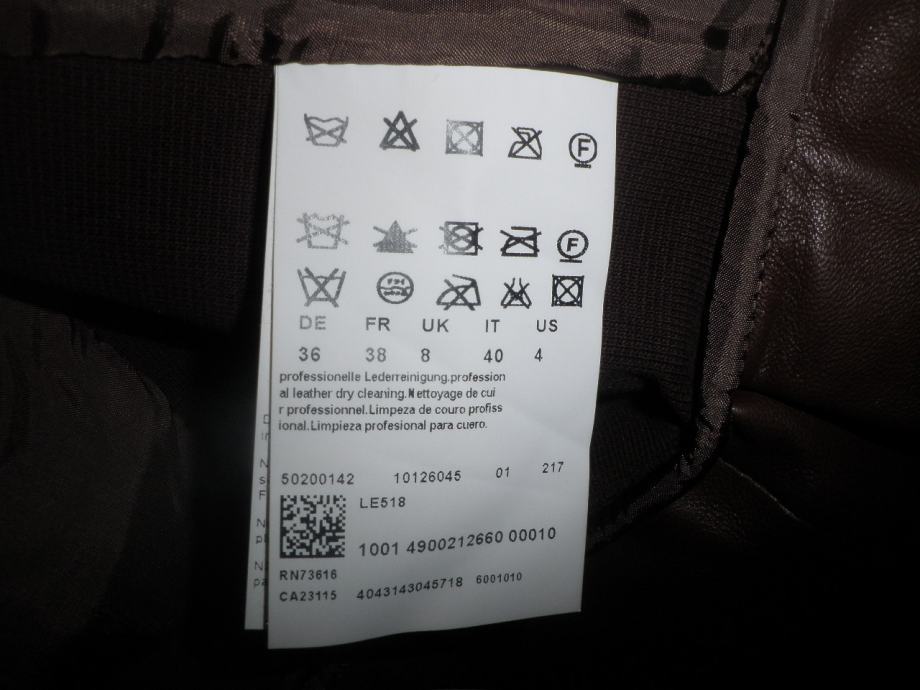 F
F
DE FR UK IT US
36 38 8 40 4
professionelle Lederreinigung.profession
al leather dry cleaning.Nettoyage de cui
r professionnel.Limpeza de couro profiss
ional.Limpieza profesional para cuero.
50200142 10126045 01 217
LE518
1001 4900212660 00010
RN73616
CA23115 4043143045718 6001010